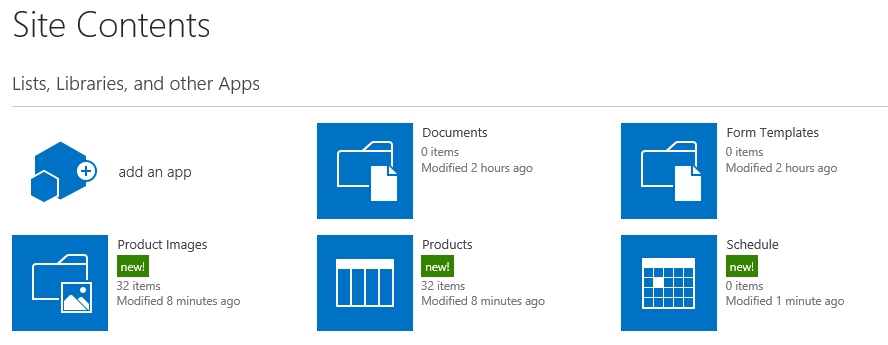 Site Contents
Lists, Libraries, and other Apps
add an app
Documents
0 items
Modified 2 hours ago
Form Templates
0 items
Modified 2 hours ago
Product Images
new!
32 items
Modified 8 minutes ago
Products
new!
32 items
Modified 8 minutes ago
Schedule
new!
0 items
Modified 1 minute ago